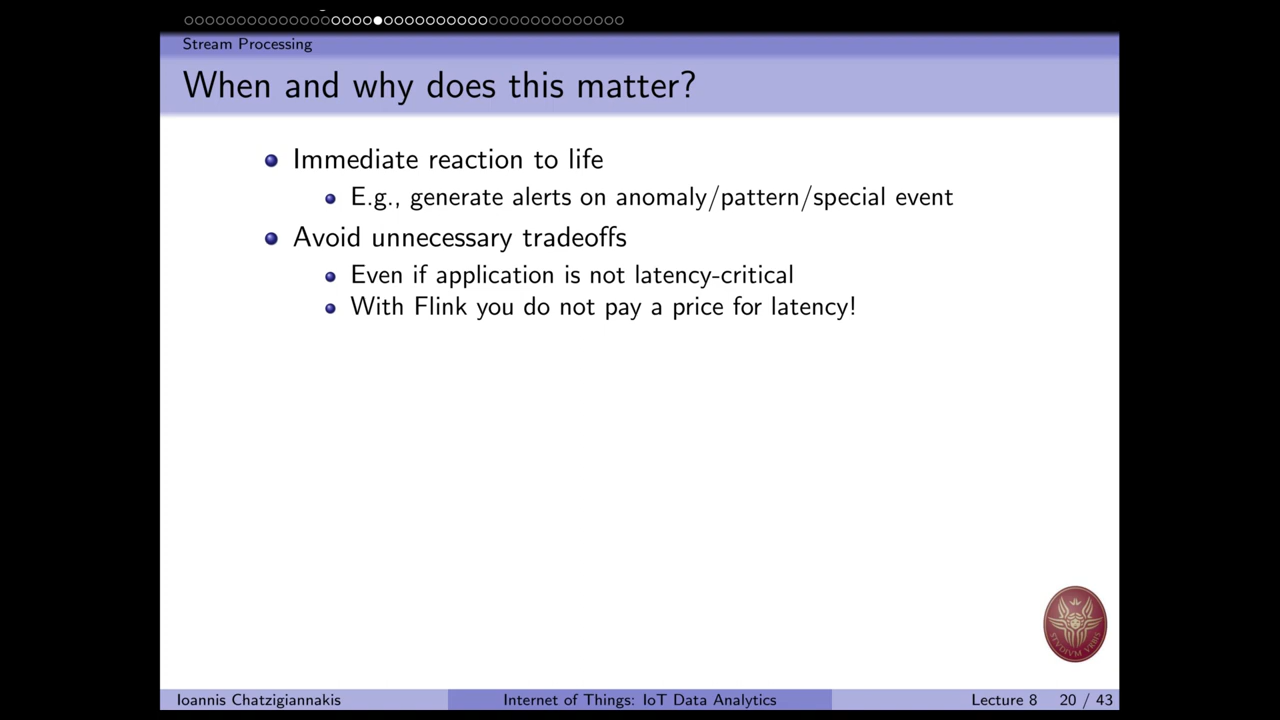 Stream Processing
When and why does this matter?
Immediate reaction to life
E.g., generate alerts on anomaly/pattern/special event
Avoid unnecessary tradeoffs
Even if application is not latency-critical
With Flink you do not pay a price for latency!
STVDIVM VRBIS
Ioannis Chatzigiannakis
Internet of Things: IoT Data Analytics
Lecture 8
20 / 43